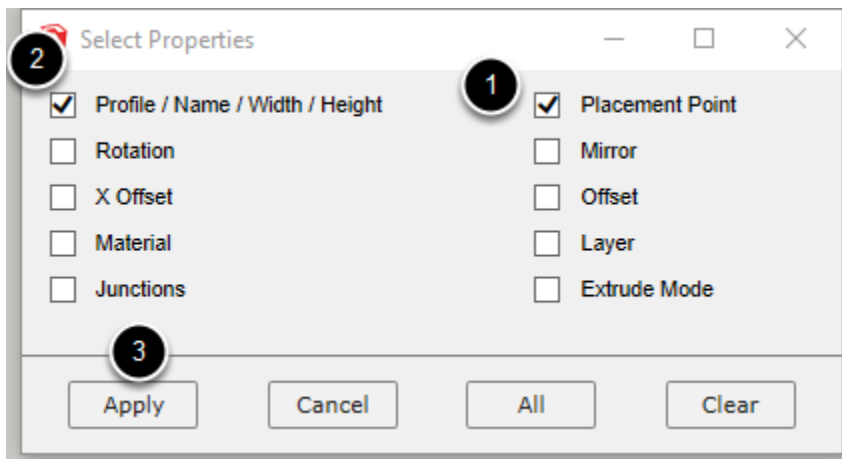 Select Properties
2
1
Profile / Name / Width / Height
Placement Point
Rotation
Mirror
X Offset
Offset
Material
Layer
Junctions
Extrude Mode
3
Apply
Cancel
All
Clear